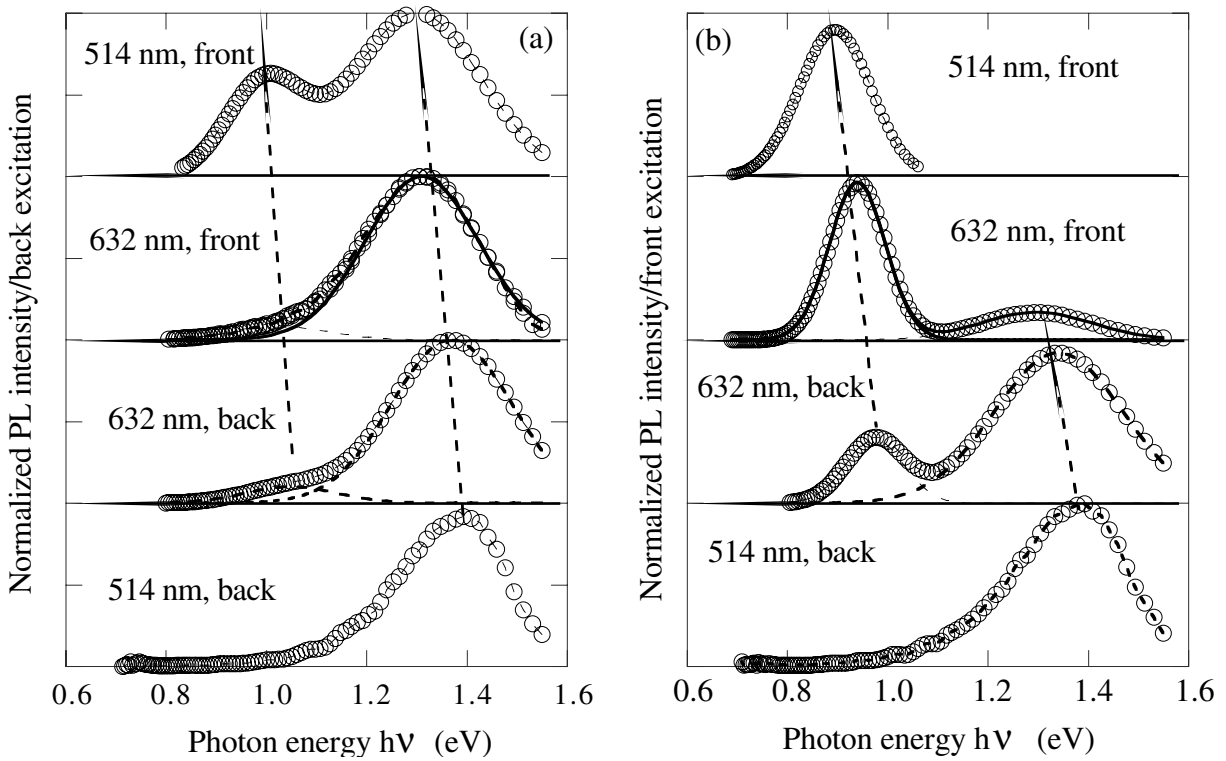 Normalized PL intensity/back excitation
(a)
514 nm, front
632 nm, front
632 nm, back
514 nm, back
0.6 0.8 1.0 1.2 1.4 1.6
Photon energy hν (eV)
Normalized PL intensity/front excitation
(b)
514 nm, front
632 nm, front
632 nm, back
514 nm, back
0.6 0.8 1.0 1.2 1.4 1.6
Photon energy hν (eV)